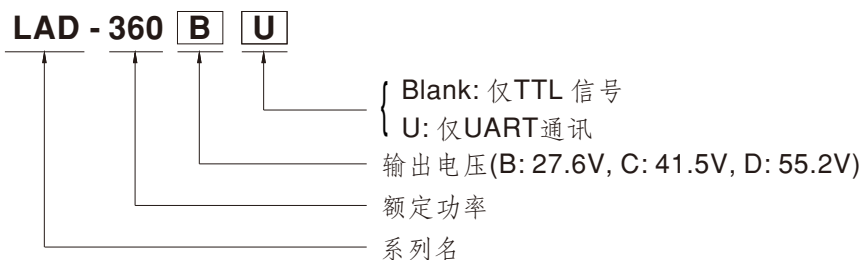 LAD - 360 B U
Blank: 仅TTL 信号
U: 仅UART通讯
输出电压(B: 27.6V, C: 41.5V, D: 55.2V)
额定功率
系列名